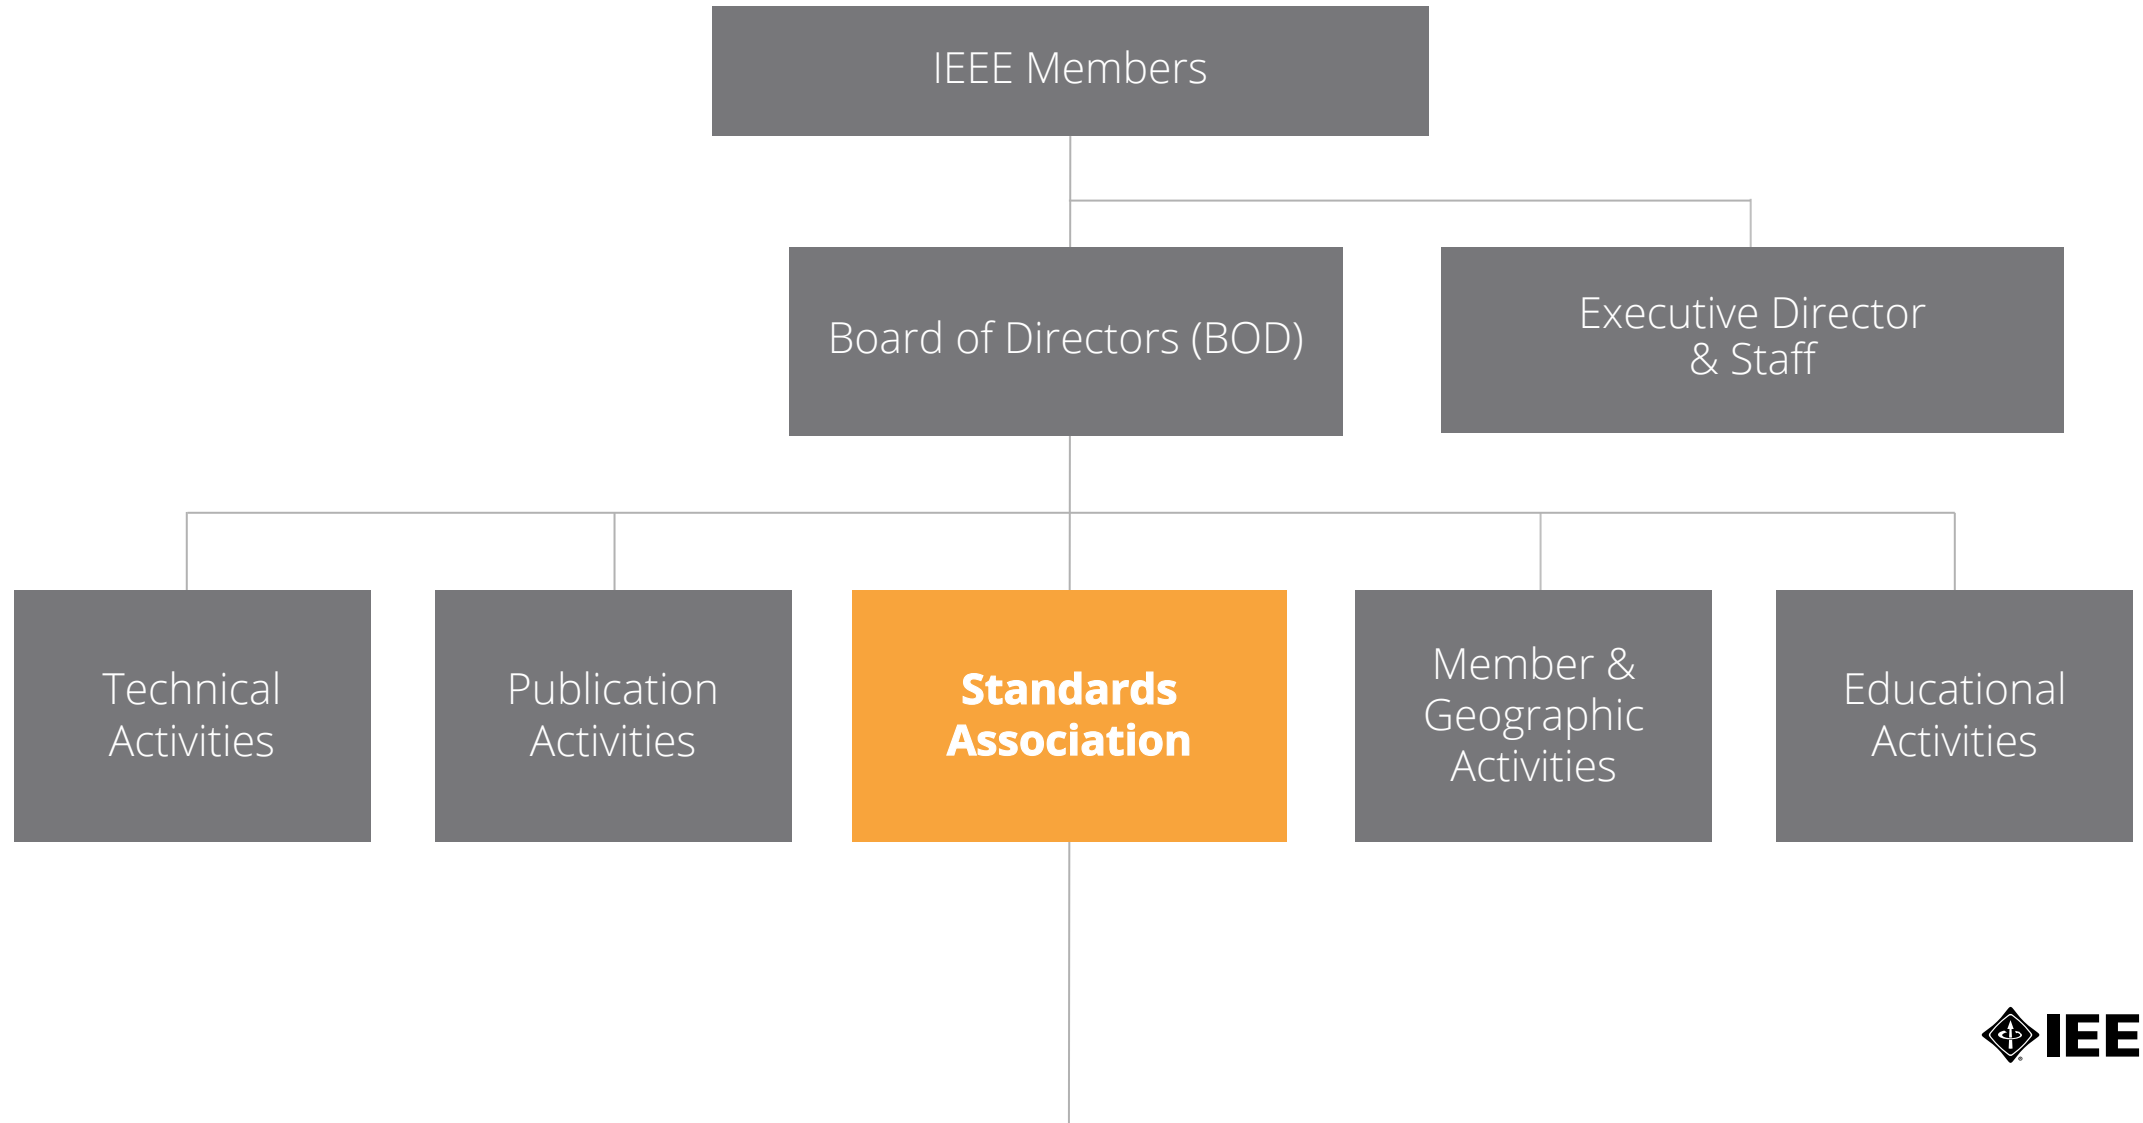 IEEE Members
Board of Directors (BOD)
Executive Director
& Staff
Technical
Activities
Publication
Activities
Standards
Association
Member &
Geographic
Activities
Educational
Activities
IEE